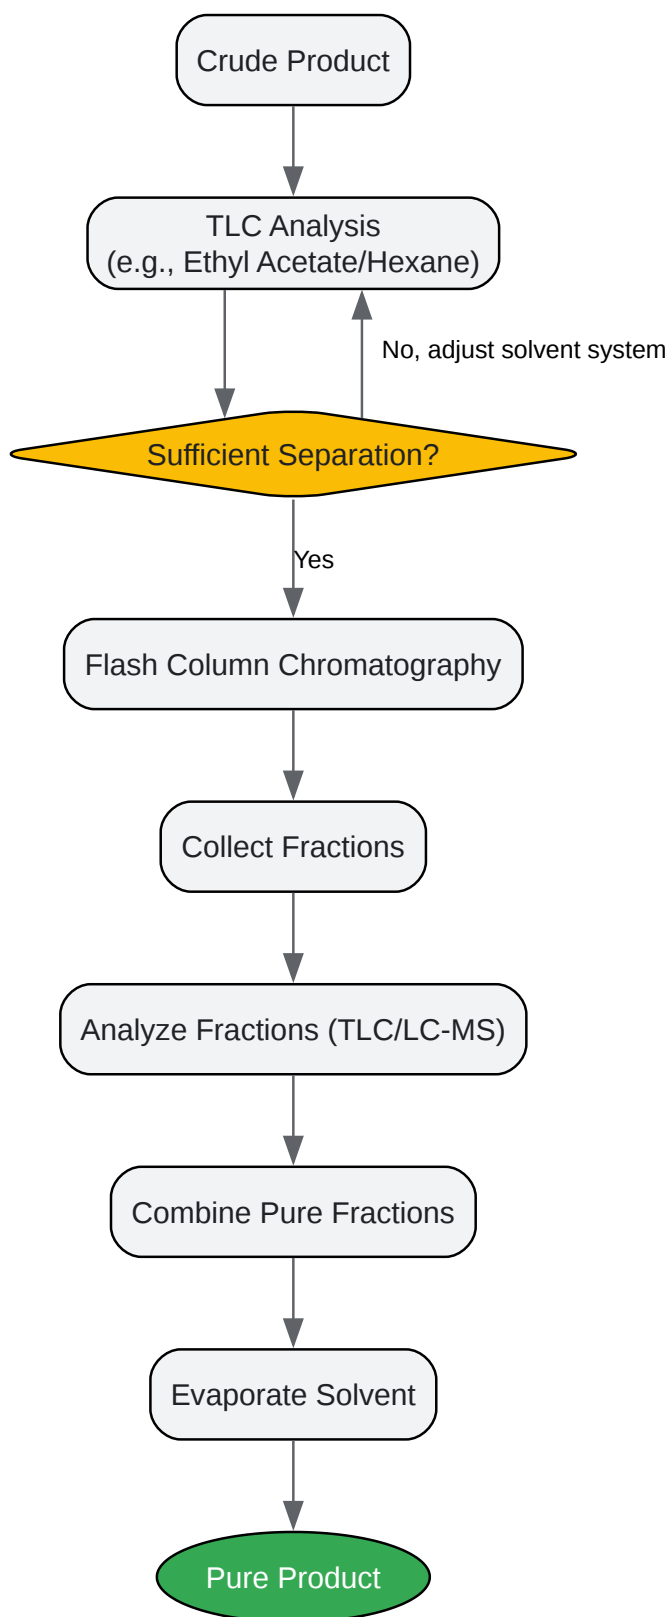 Crude Product
TLC Analysis
(e.g., Ethyl Acetate/Hexane)
No, adjust solvent system
Sufficient Separation?
Yes
Flash Column Chromatography
Collect Fractions
Analyze Fractions (TLC/LC-MS)
Combine Pure Fractions
Evaporate Solvent
Pure Product